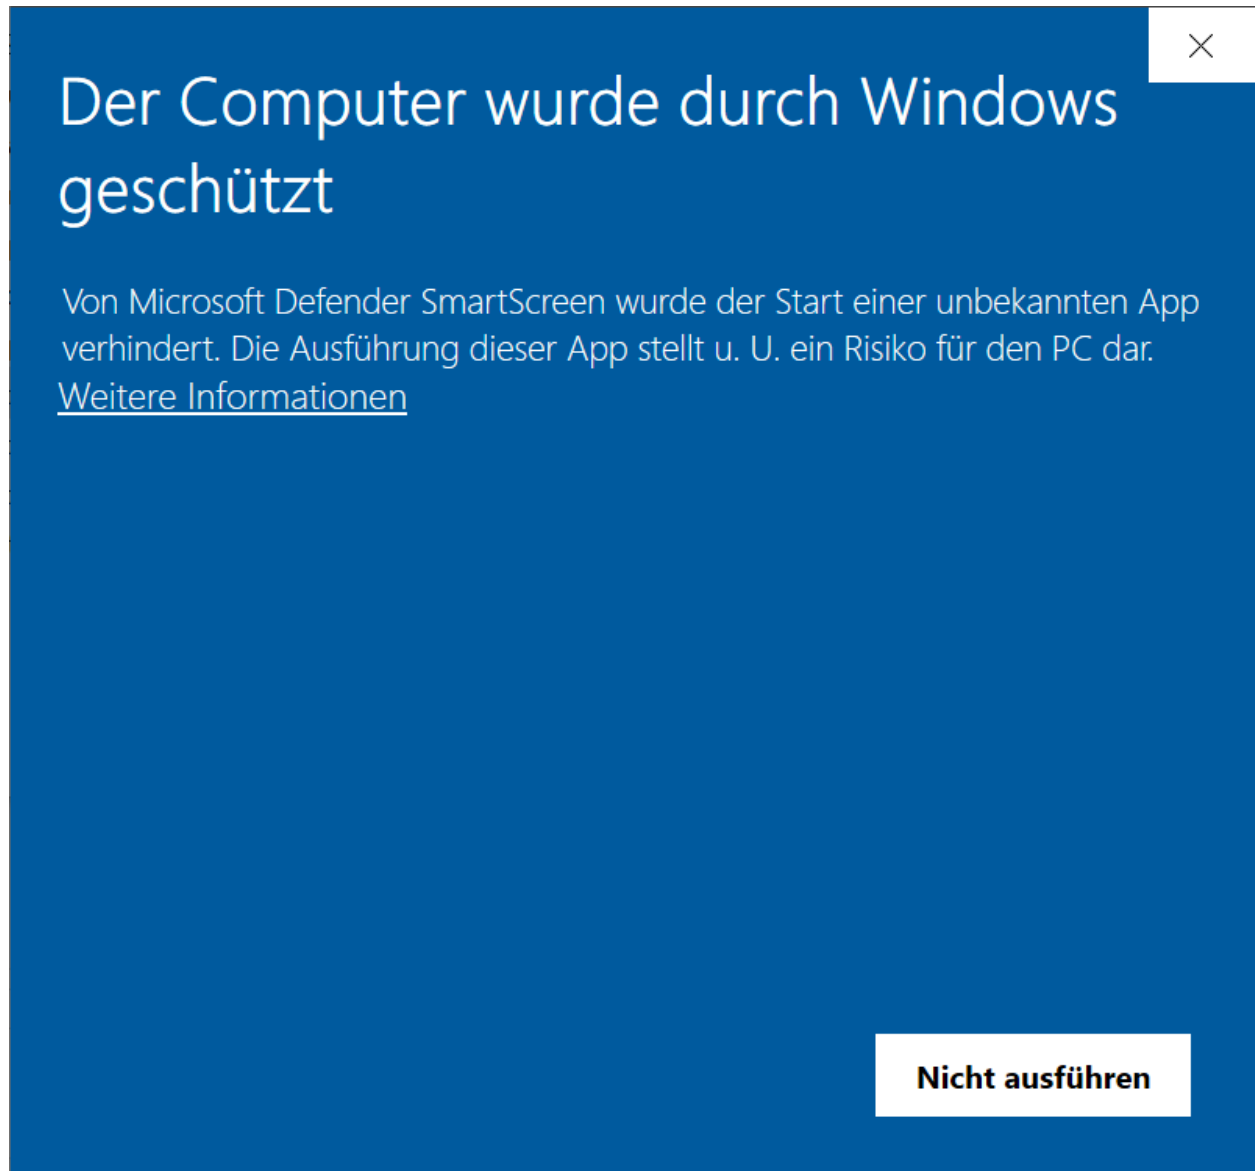 Der Computer wurde durch Windows
geschützt
Von Microsoft Defender SmartScreen wurde der Start einer unbekannten App
verhindert. Die Ausführung dieser App stellt u. U. ein Risiko für den PC dar.
Weitere Informationen
Nicht ausführen